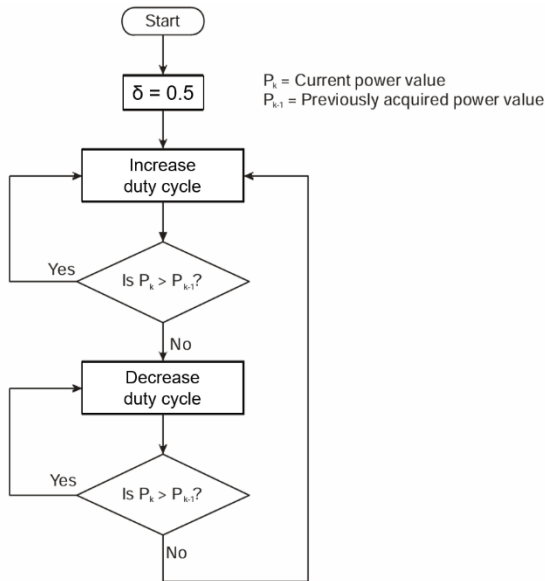 Start
δ = 0.5
Pk = Current power value
Pk-1 = Previously acquired power value
Increase
duty cycle
Yes
Is Pk > Pk-1?
No
Decrease
duty cycle
Yes
Is Pk > Pk-1?
No